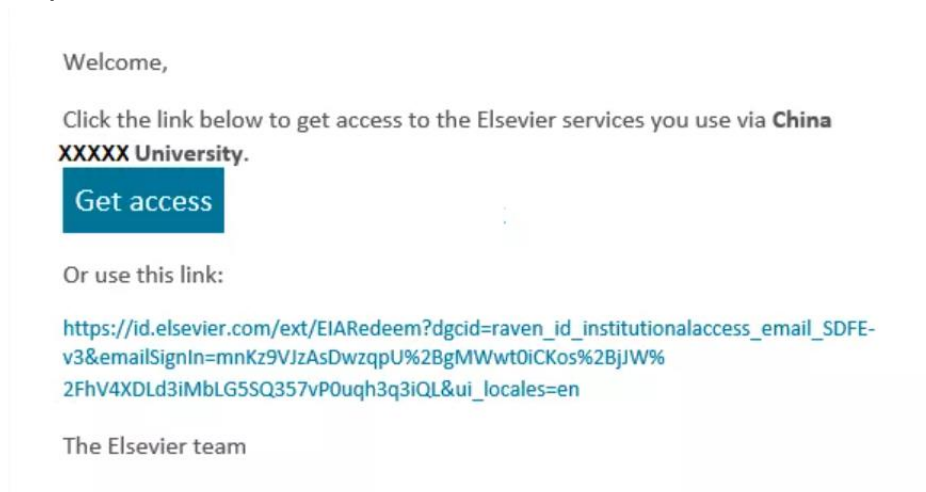 Welcome,
Click the link below to get access to the Elsevier services you use via China
XXXXX University.
Get access
Or use this link:
https://id.elsevier.com/ext/EIARedeem?dgcid=raven_id_institutionalaccess_email_SDFE-
v3&emailSignIn=mnKz9VJzAsDwzqpU%2BgMWwt0iCKos%2BjJW%
2FhV4XDLd3iMbLG5SQ357vP0uqh3q3iQL&ui_locales=en
The Elsevier team